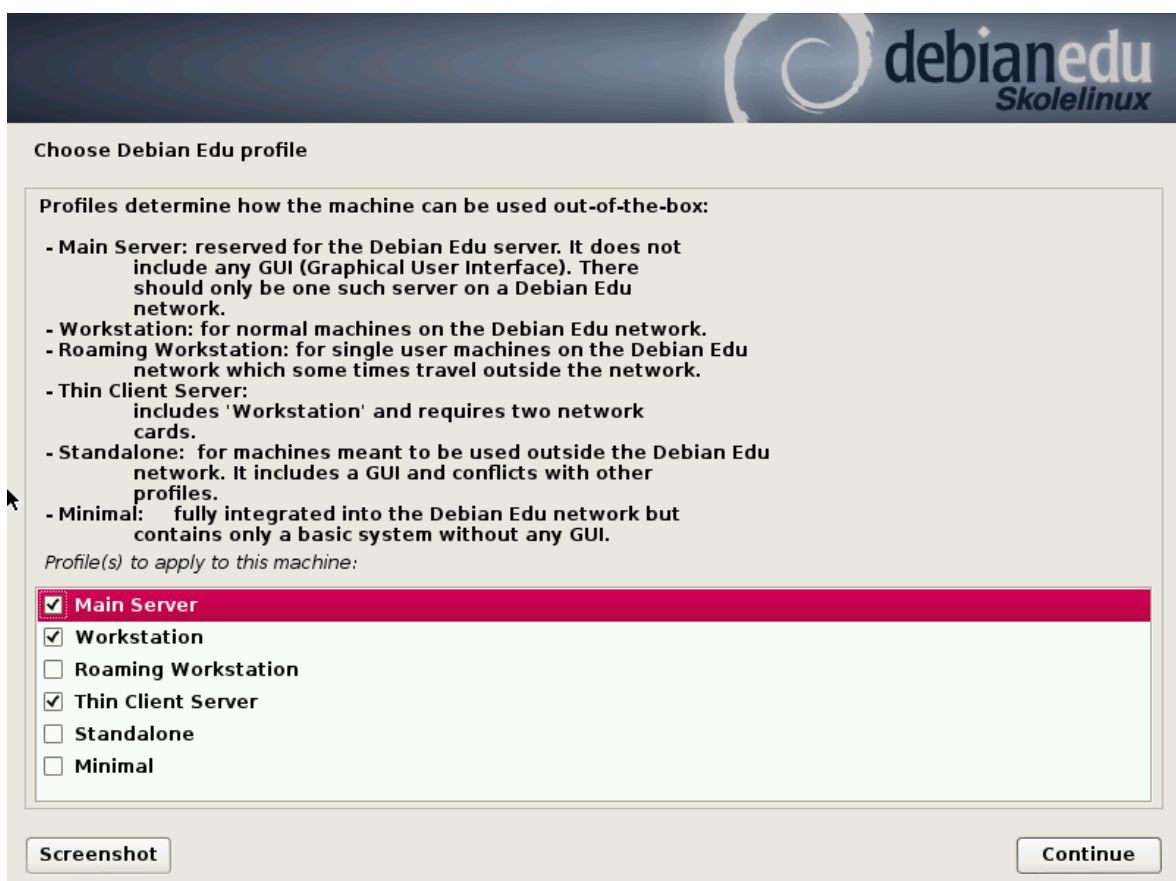 debianedu
Skolelinux
Choose Debian Edu profile
Profiles determine how the machine can be used out-of-the-box:
- Main Server: reserved for the Debian Edu server. It does not
include any GUI (Graphical User Interface). There
should only be one such server on a Debian Edu
network.
- Workstation: for normal machines on the Debian Edu network.
- Roaming Workstation: for single user machines on the Debian Edu
network which some times travel outside the network.
- Thin Client Server:
includes 'Workstation' and requires two network
cards.
- Standalone: for machines meant to be used outside the Debian Edu
network. It includes a GUI and conflicts with other
profiles.
- Minimal: fully integrated into the Debian Edu network but
contains only a basic system without any GUI.
Profile(s) to apply to this machine:
Main Server
Workstation
Roaming Workstation
Thin Client Server
Standalone
Minimal
Screenshot
Continue